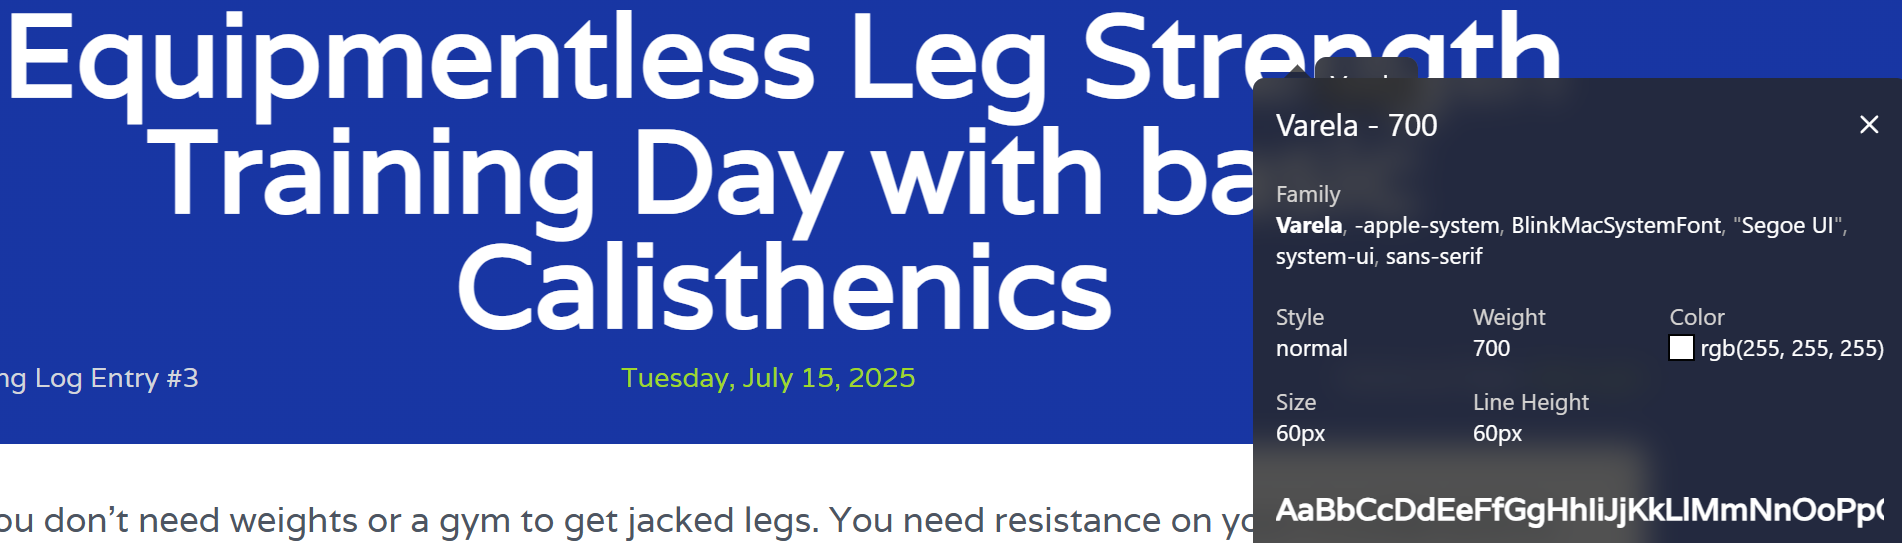 Equipmentless Leg Strength
Training Day with ba
Calisthenics
ng Log Entry #3
Tuesday, July 15, 2025
ou don’t need weights or a gym to get jacked legs. You need resistance on yo
Varela - 700
Family
Varela, -apple-system, BlinkMacSystemFont, "Segoe UI",
system-ui, sans-serif
Style Weight Color
normal 700 rgb(255, 255, 255)
Size Line Height
60px 60px
AaBbCcDdEeFfGgHhIiJjKkLlMmNnOoPp